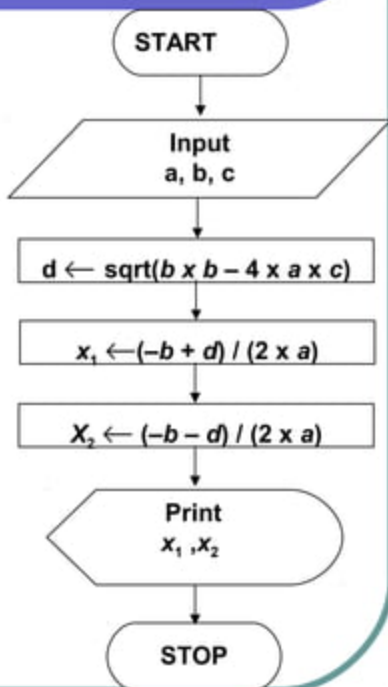 START
Input
a, b, c
d ← sqrt(b x b – 4 x a x c)
x₁ ←(–b + d) / (2 x a)
X₂ ← (–b – d) / (2 x a)
Print
x₁ ,x₂
STOP